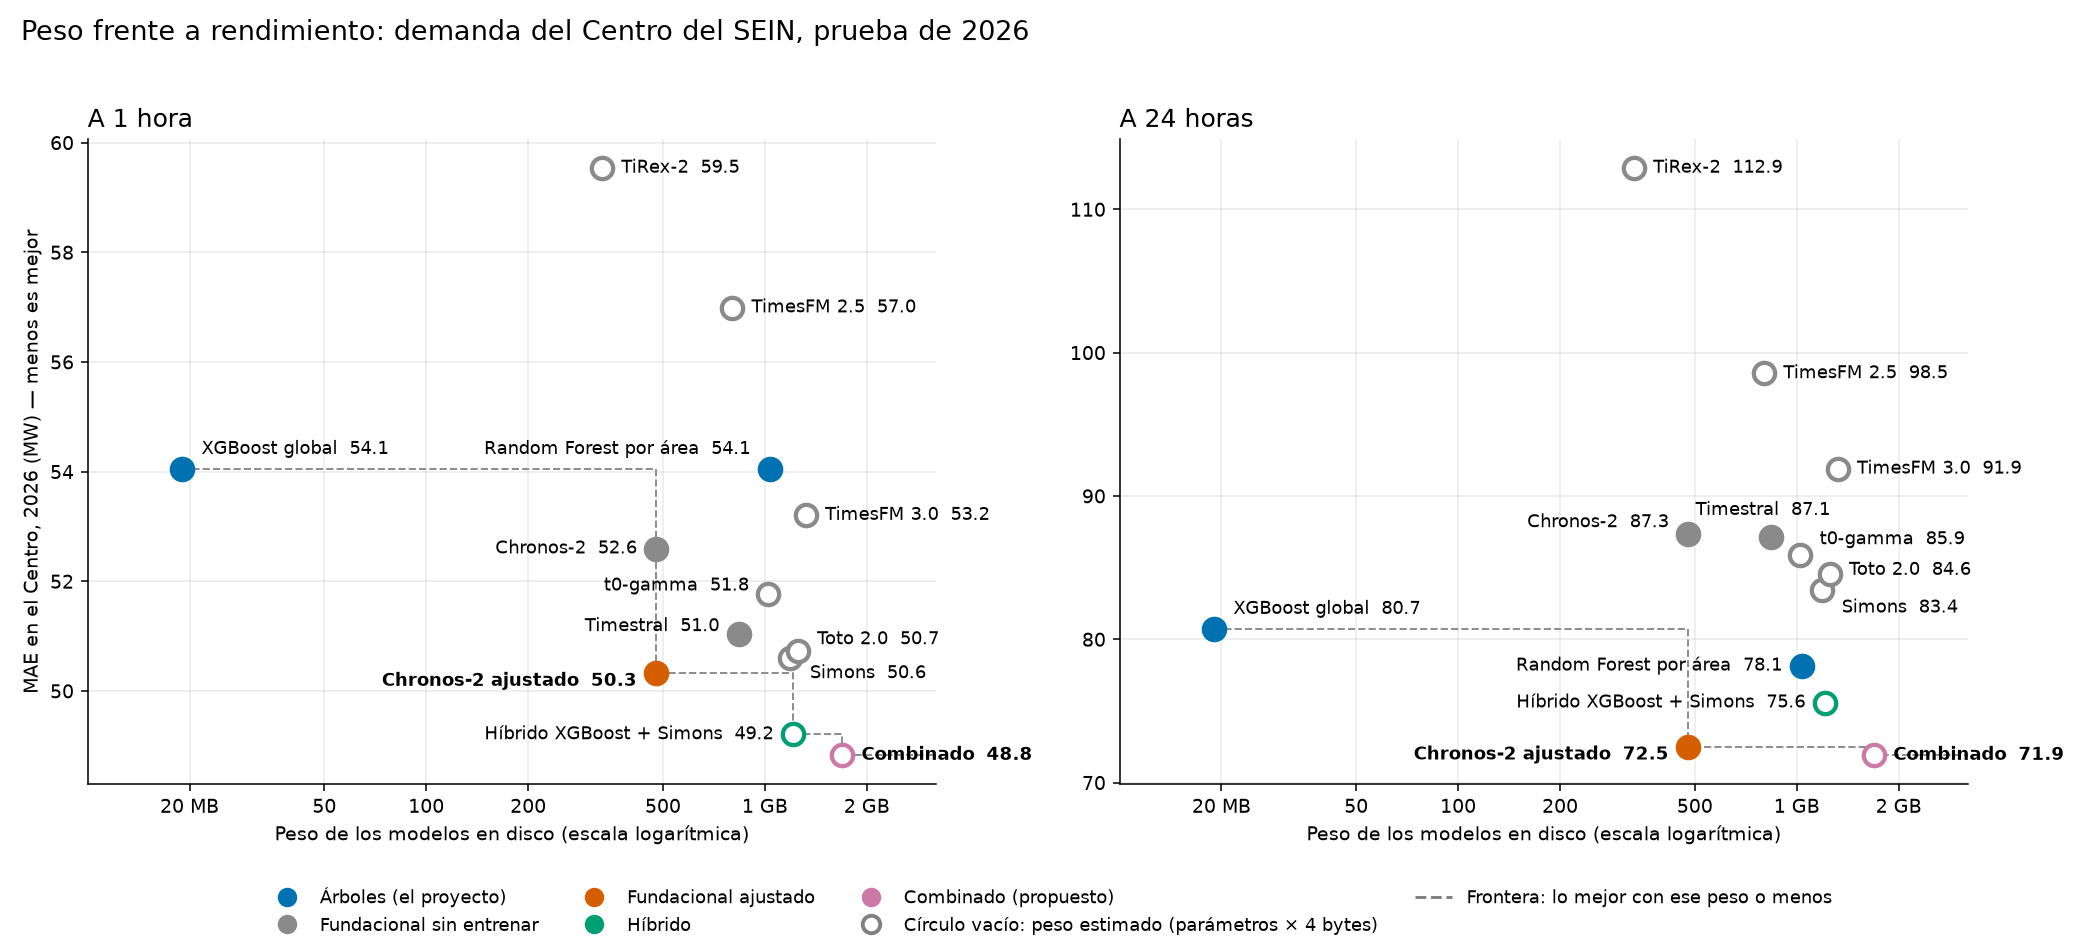 Peso frente a rendimiento: demanda del Centro del SEIN, prueba de 2026
A 1 hora
MAE en el Centro, 2026 (MW) — menos es mejor
60
58
56
54
52
50
TiRex-2 59.5
TimesFM 2.5 57.0
XGBoost global 54.1
Random Forest por área 54.1
TimesFM 3.0 53.2
Chronos-2 52.6
t0-gamma 51.8
Timestral 51.0
Toto 2.0 50.7
Simons 50.6
Chronos-2 ajustado 50.3
Híbrido XGBoost + Simons 49.2
Combinado 48.8
20 MB 50 100 200 500 1 GB 2 GB
Peso de los modelos en disco (escala logarítmica)
A 24 horas
110
100
90
80
70
TiRex-2 112.9
TimesFM 2.5 98.5
TimesFM 3.0 91.9
Timestral 87.1
Chronos-2 87.3
t0-gamma 85.9
Toto 2.0 84.6
Simons 83.4
XGBoost global 80.7
Random Forest por área 78.1
Híbrido XGBoost + Simons 75.6
Chronos-2 ajustado 72.5
Combinado 71.9
20 MB 50 100 200 500 1 GB 2 GB
Peso de los modelos en disco (escala logarítmica)
Árboles (el proyecto)
Fundacional sin entrenar
Fundacional ajustado
Híbrido
Combinado (propuesto)
Círculo vacío: peso estimado (parámetros × 4 bytes)
Frontera: lo mejor con ese peso o menos